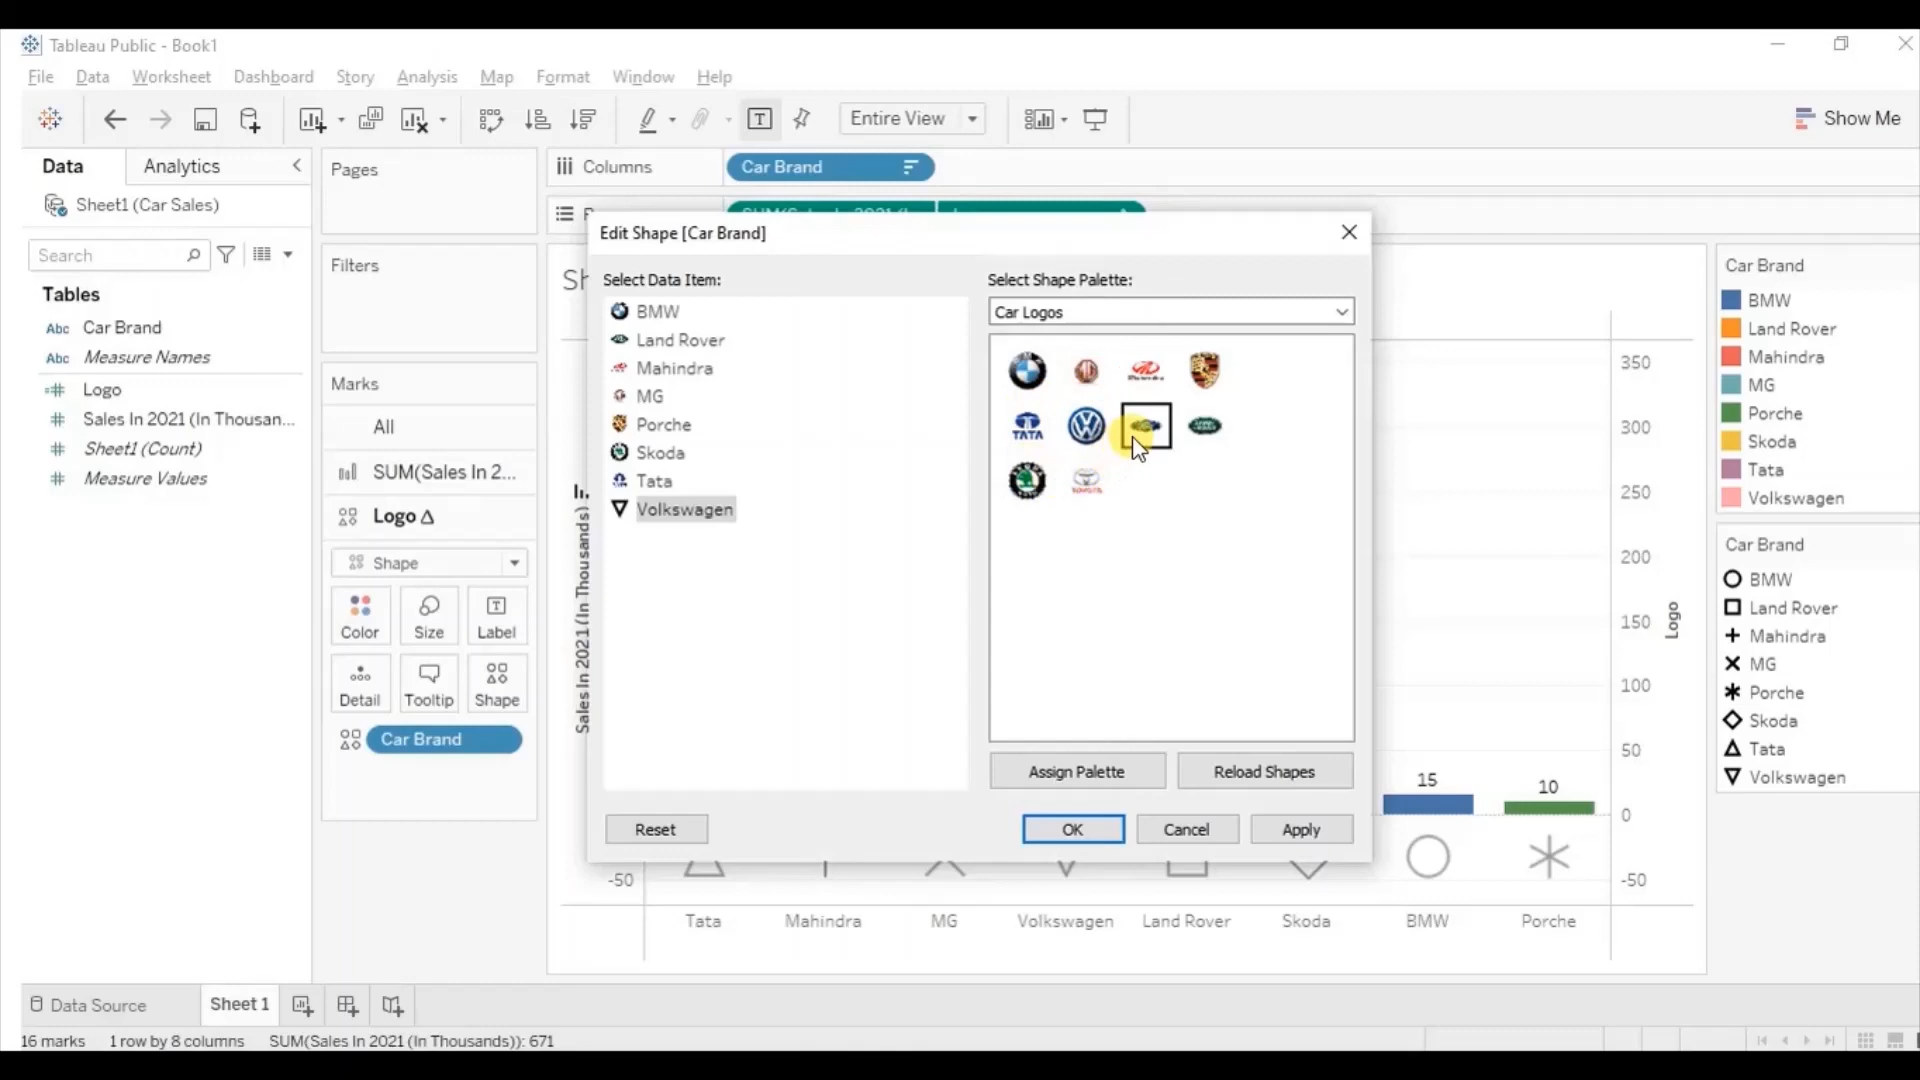 Tableau Public - Book1
File Data Worksheet Dashboard Story Analysis Map Format Window Help
Entire View
Show Me
Data
Analytics
Sheet1 (Car Sales)
Search
Tables
Abc Car Brand
Abc Measure Names
Logo
Sales In 2021 (In Thousan...
Sheet1 (Count)
Measure Values
Pages
Filters
Marks
All
SUM(Sales In 2...
Logo
Shape
Color Size Label
Detail Tooltip Shape
Car Brand
Columns
Car Brand
Edit Shape [Car Brand]
Select Data Item:
BMW
Land Rover
Mahindra
MG
Porche
Skoda
Tata
Volkswagen
Select Shape Palette:
Car Logos
TATA
Assign Palette
Reload Shapes
Reset
OK
Cancel
Apply
Sales in 2021 (In Thousands)
-50
15
10
350
300
250
200
150
100
50
0
-50
Logo
Tata Mahindra MG Volkswagen Land Rover Skoda BMW Porche
Car Brand
BMW
Land Rover
Mahindra
MG
Porche
Skoda
Tata
Volkswagen
Car Brand
BMW
Land Rover
Mahindra
MG
Porche
Skoda
Tata
Volkswagen
Data Source
Sheet 1
16 marks 1 row by 8 columns SUM(Sales In 2021 (In Thousands)): 671